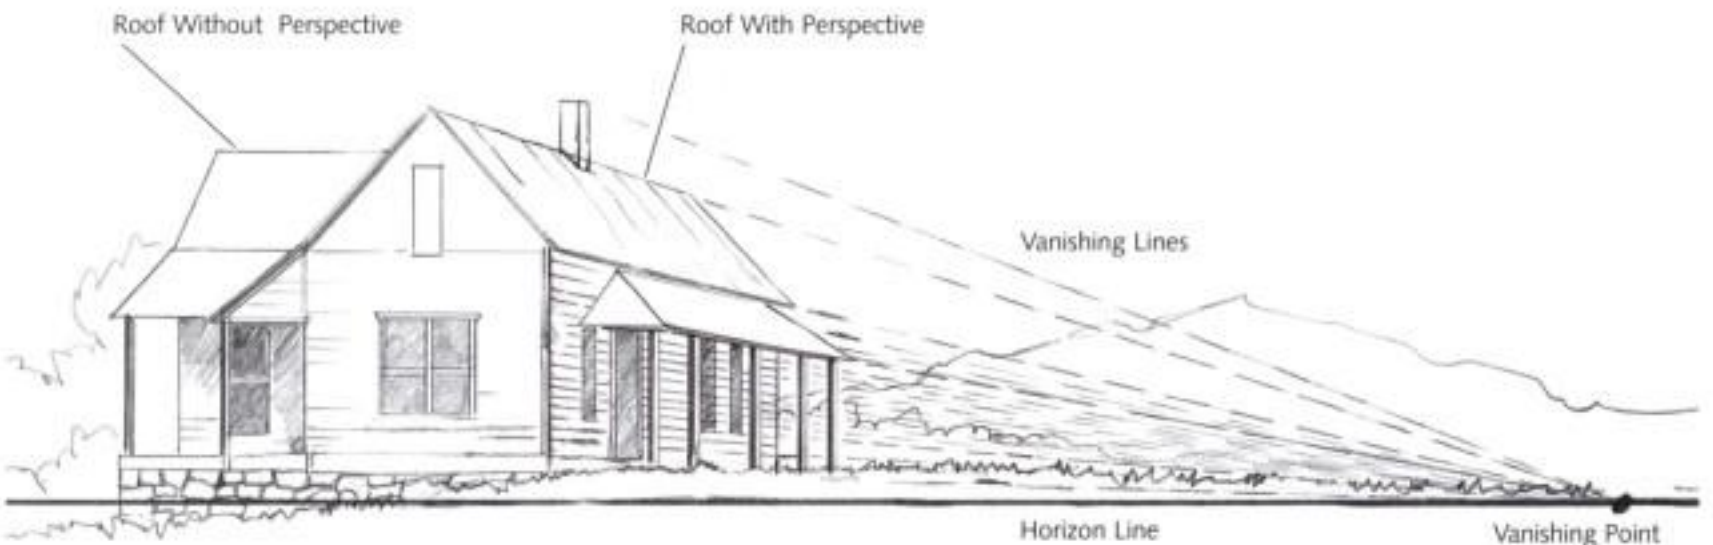 Roof Without Perspective
Roof With Perspective
Vanishing Lines
Horizon Line
Vanishing Point